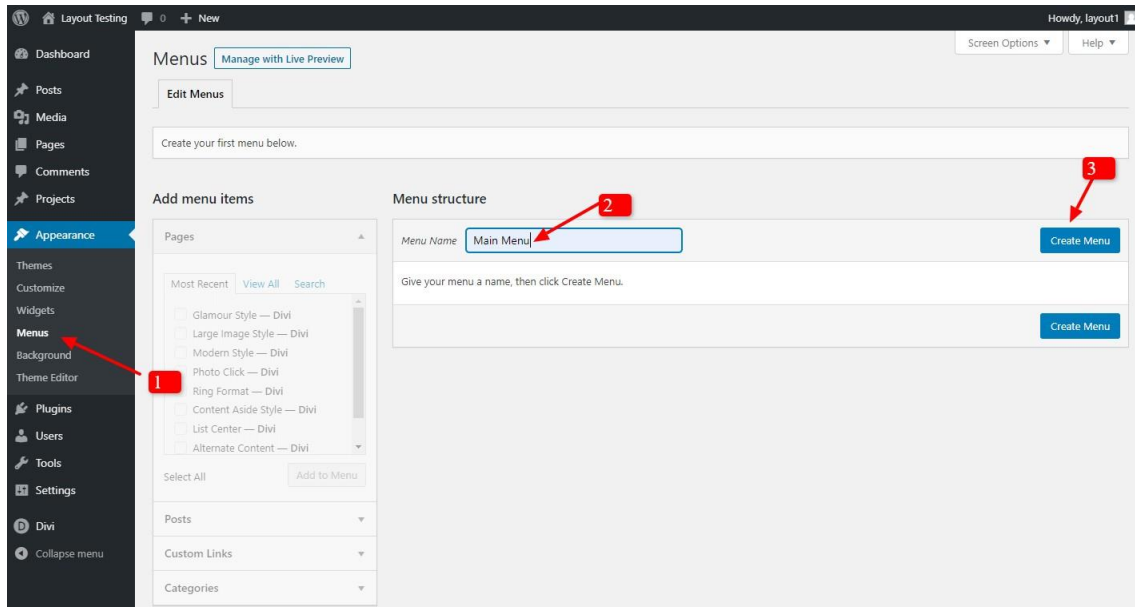 Layout Testing 0 + New Howdy, layout1
Dashboard
Posts
Media
Pages
Comments
Projects
Appearance
Themes
Customize
Widgets
Menus
Background
Theme Editor
Plugins
Users
Tools
Settings
Divi
Collapse menu
Screen Options ▼ Help ▼
Menus Manage with Live Preview
Edit Menus
Create your first menu below.
Add menu items
Pages
Most Recent View All Search
Glamour Style — Divi
Large Image Style — Divi
Modern Style — Divi
Photo Click — Divi
Ring Format — Divi
Content Aside Style — Divi
List Center — Divi
Alternate Content — Divi
Select All Add to Menu
Posts
Custom Links
Categories
Menu structure
Menu Name Main Menu Create Menu
Give your menu a name, then click Create Menu.
Create Menu
1
2
3